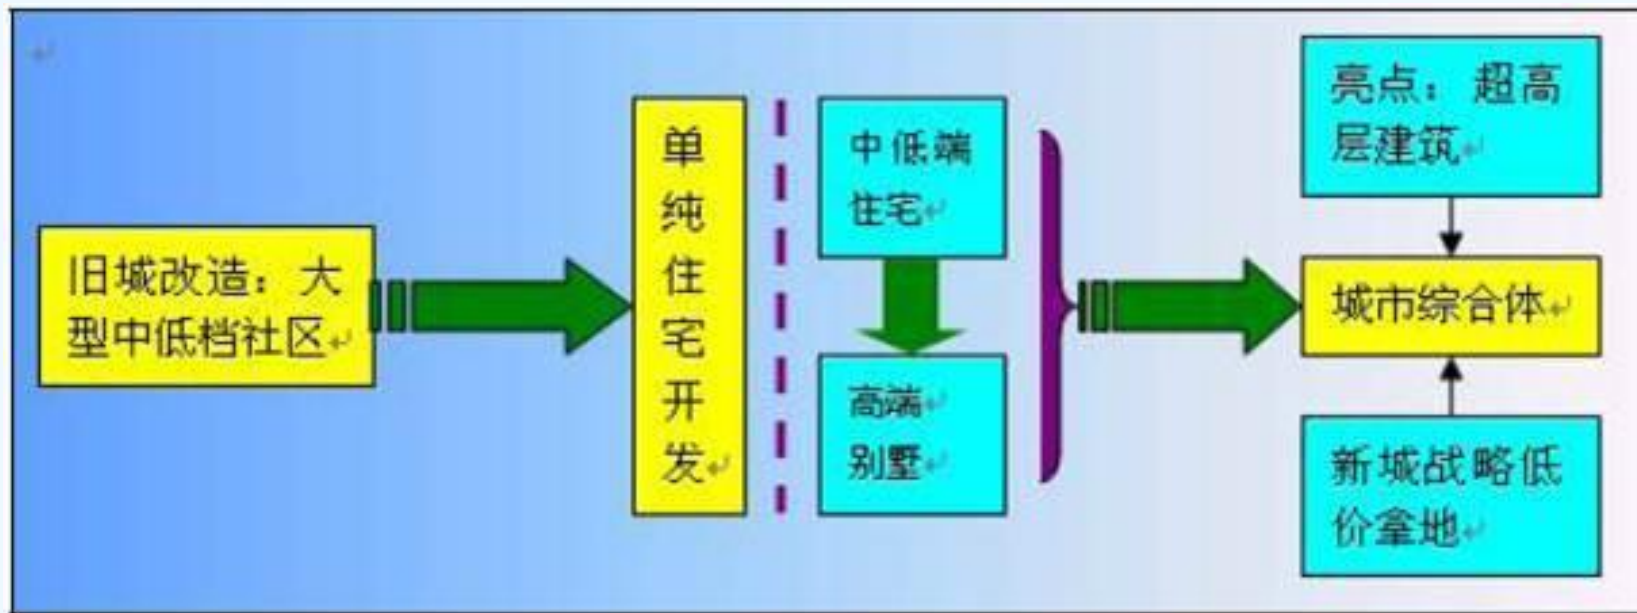 旧城改造：大
型中低档社区
单
纯
住
宅
开
发
中低端
住宅
高端
别墅
亮点： 超高
层建筑
城市综合体
新城战略低
价拿地